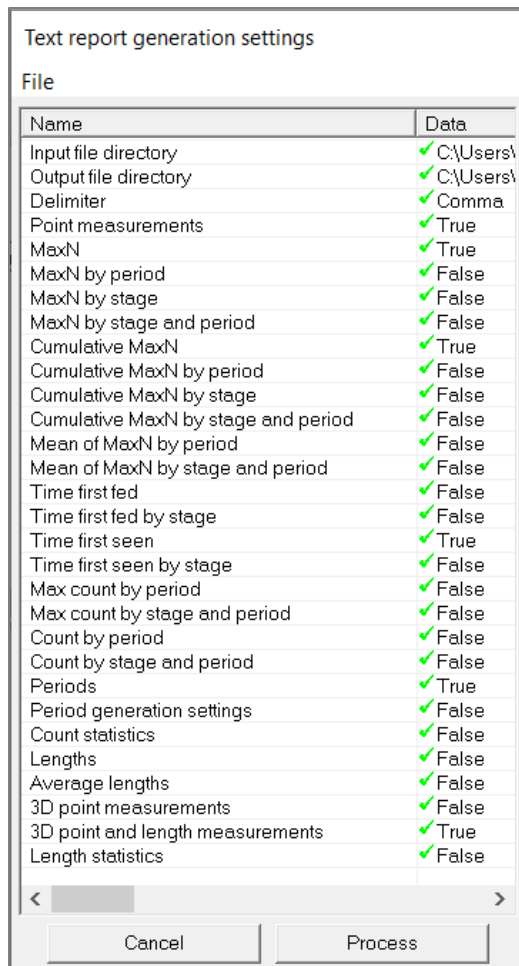 Text report generation settings
File
Name Data
Input file directory C:\Users\
Output file directory C:\Users\
Delimiter Comma
Point measurements True
MaxN True
MaxN by period False
MaxN by stage False
MaxN by stage and period False
Cumulative MaxN True
Cumulative MaxN by period False
Cumulative MaxN by stage False
Cumulative MaxN by stage and period False
Mean of MaxN by period False
Mean of MaxN by stage and period False
Time first fed False
Time first fed by stage False
Time first seen True
Time first seen by stage False
Max count by period False
Max count by stage and period False
Count by period False
Count by stage and period False
Periods True
Period generation settings False
Count statistics False
Lengths False
Average lengths False
3D point measurements False
3D point and length measurements True
Length statistics False
Cancel Process